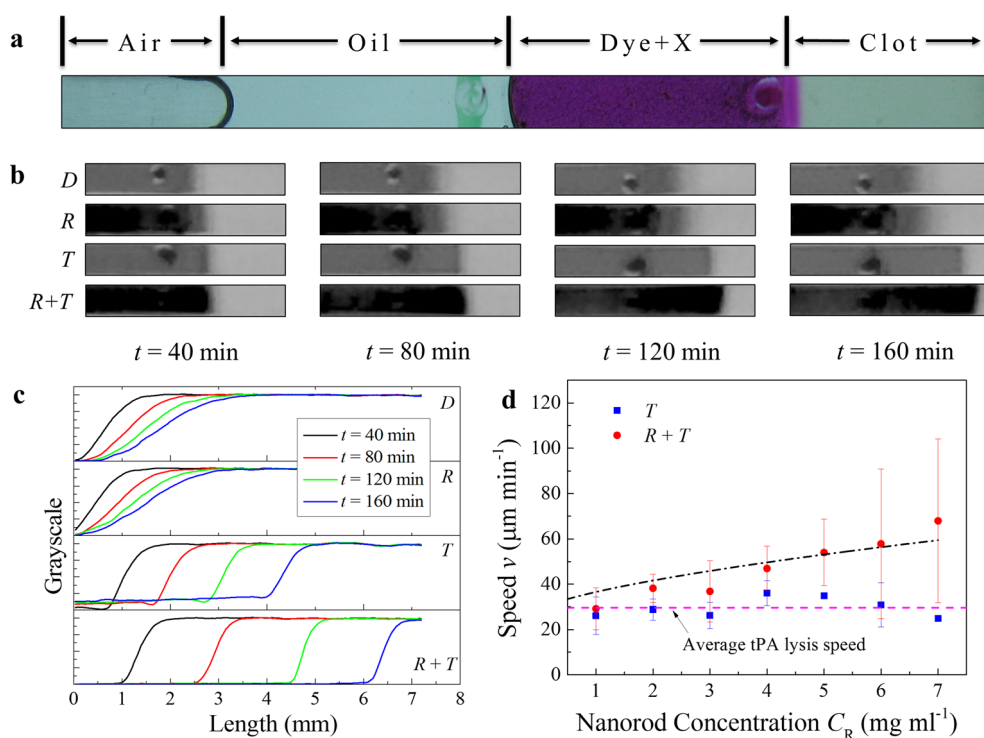 a
Air
Oil
Dye+X
Clot
b
D
R
T
R+T
t = 40 min
t = 80 min
t = 120 min
t = 160 min
c
Grayscale
D
R
T
R + T
t = 40 min
t = 80 min
t = 120 min
t = 160 min
0 1 2 3 4 5 6 7 8
Length (mm)
d
Speed v (μm min-1)
120
100
80
60
40
20
0
T
R + T
Average tPA lysis speed
1 2 3 4 5 6 7
Nanorod Concentration CR (mg ml-1)